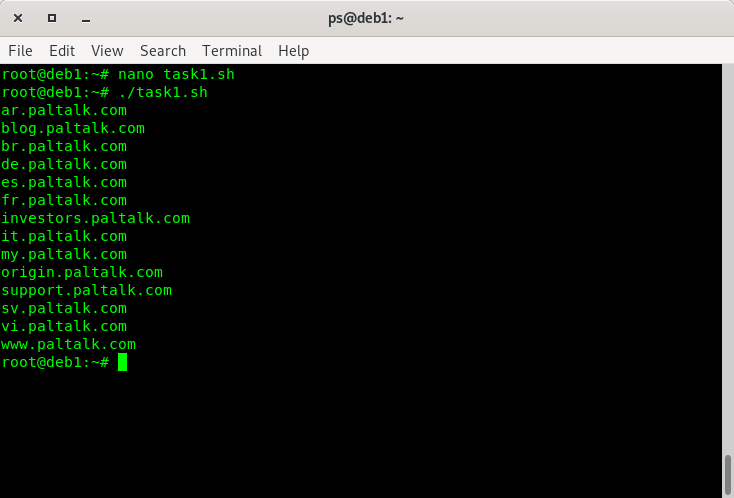 ps@deb1: ~
File Edit View Search Terminal Help
root@deb1:~# nano task1.sh
root@deb1:~# ./task1.sh
ar.paltalk.com
blog.paltalk.com
br.paltalk.com
de.paltalk.com
es.paltalk.com
fr.paltalk.com
investors.paltalk.com
it.paltalk.com
my.paltalk.com
origin.paltalk.com
support.paltalk.com
sv.paltalk.com
vi.paltalk.com
www.paltalk.com
root@deb1:~#